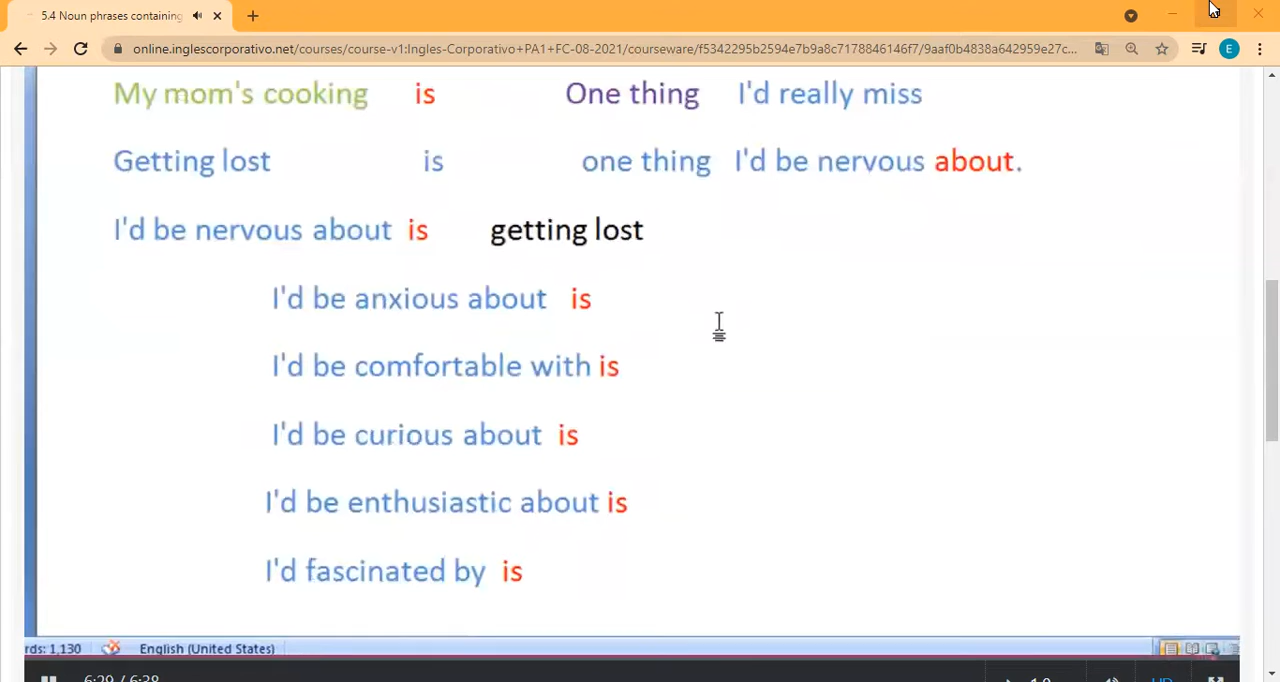 5.4 Noun phrases containing
online.inglescorporativo.net/courses/course-v1:Ingles-Corporativo+PA1+FC-08-2021/courseware/f5342295b2594e7b9a8c7178846146f7/9aaf0b4838a642959e27c...
E
My mom's cooking is One thing I'd really miss
Getting lost is one thing I'd be nervous about.
I'd be nervous about is getting lost
I'd be anxious about is
I'd be comfortable with is
I'd be curious about is
I'd be enthusiastic about is
I'd fascinated by is
rds: 1,130 English (United States)
6:29 / 6:38 1.0 HD